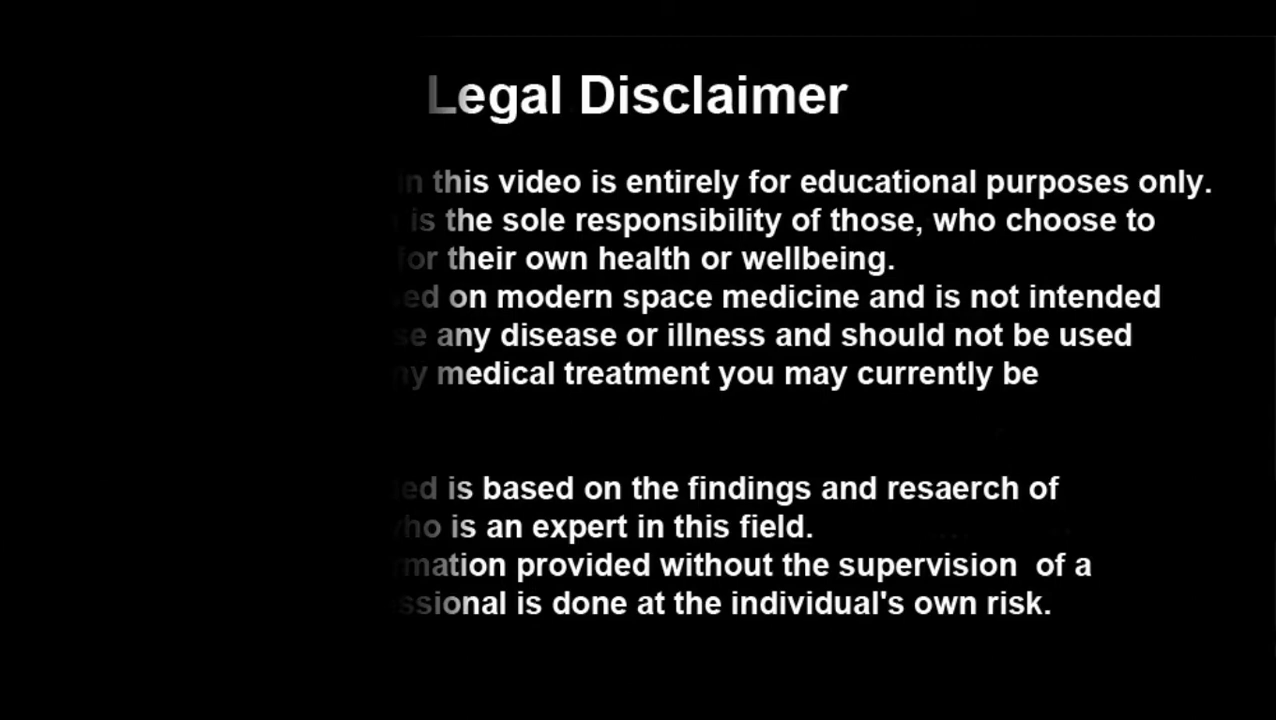 Legal Disclaimer
in this video is entirely for educational purposes only.
is the sole responsibility of those, who choose to
for their own health or wellbeing.
on modern space medicine and is not intended
any disease or illness and should not be used
medical treatment you may currently be
is based on the findings and resaerch of
is an expert in this field.
provided without the supervision of a
is done at the individual's own risk.